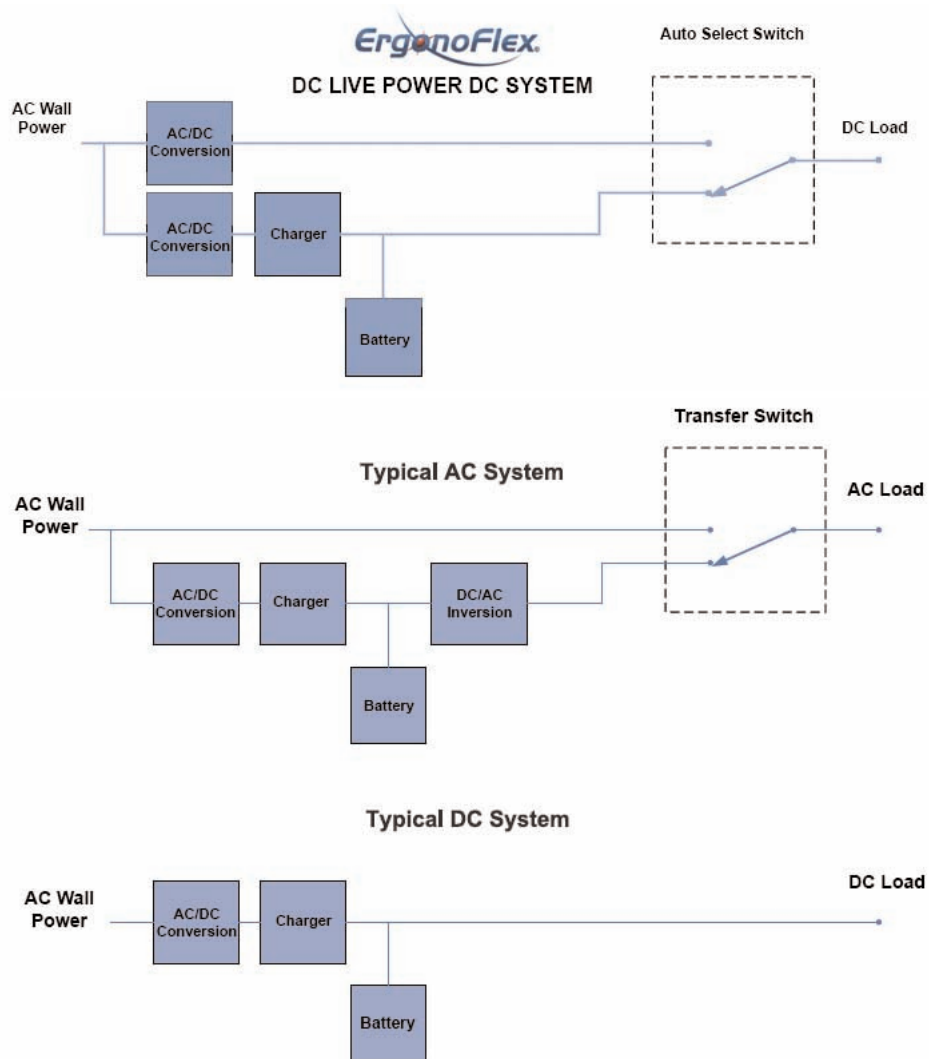 ErgonoFlex®
Auto Select Switch
DC LIVE POWER DC SYSTEM
AC Wall
Power
AC/DC
Conversion
DC Load
AC/DC
Conversion
Charger
Battery
Transfer Switch
Typical AC System
AC Wall
Power
AC Load
AC/DC
Conversion
Charger
DC/AC
Inversion
Battery
Typical DC System
AC Wall
Power
AC/DC
Conversion
Charger
DC Load
Battery